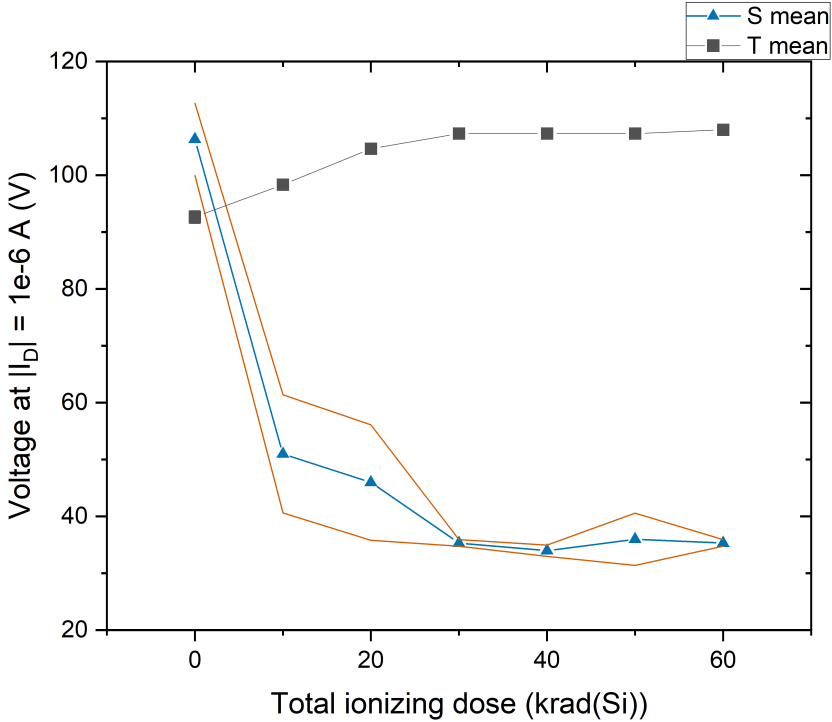 S mean
T mean
120
100
80
60
40
20
Voltage at |I_D| = 1e-6 A (V)
0 20 40 60
Total ionizing dose (krad(Si))